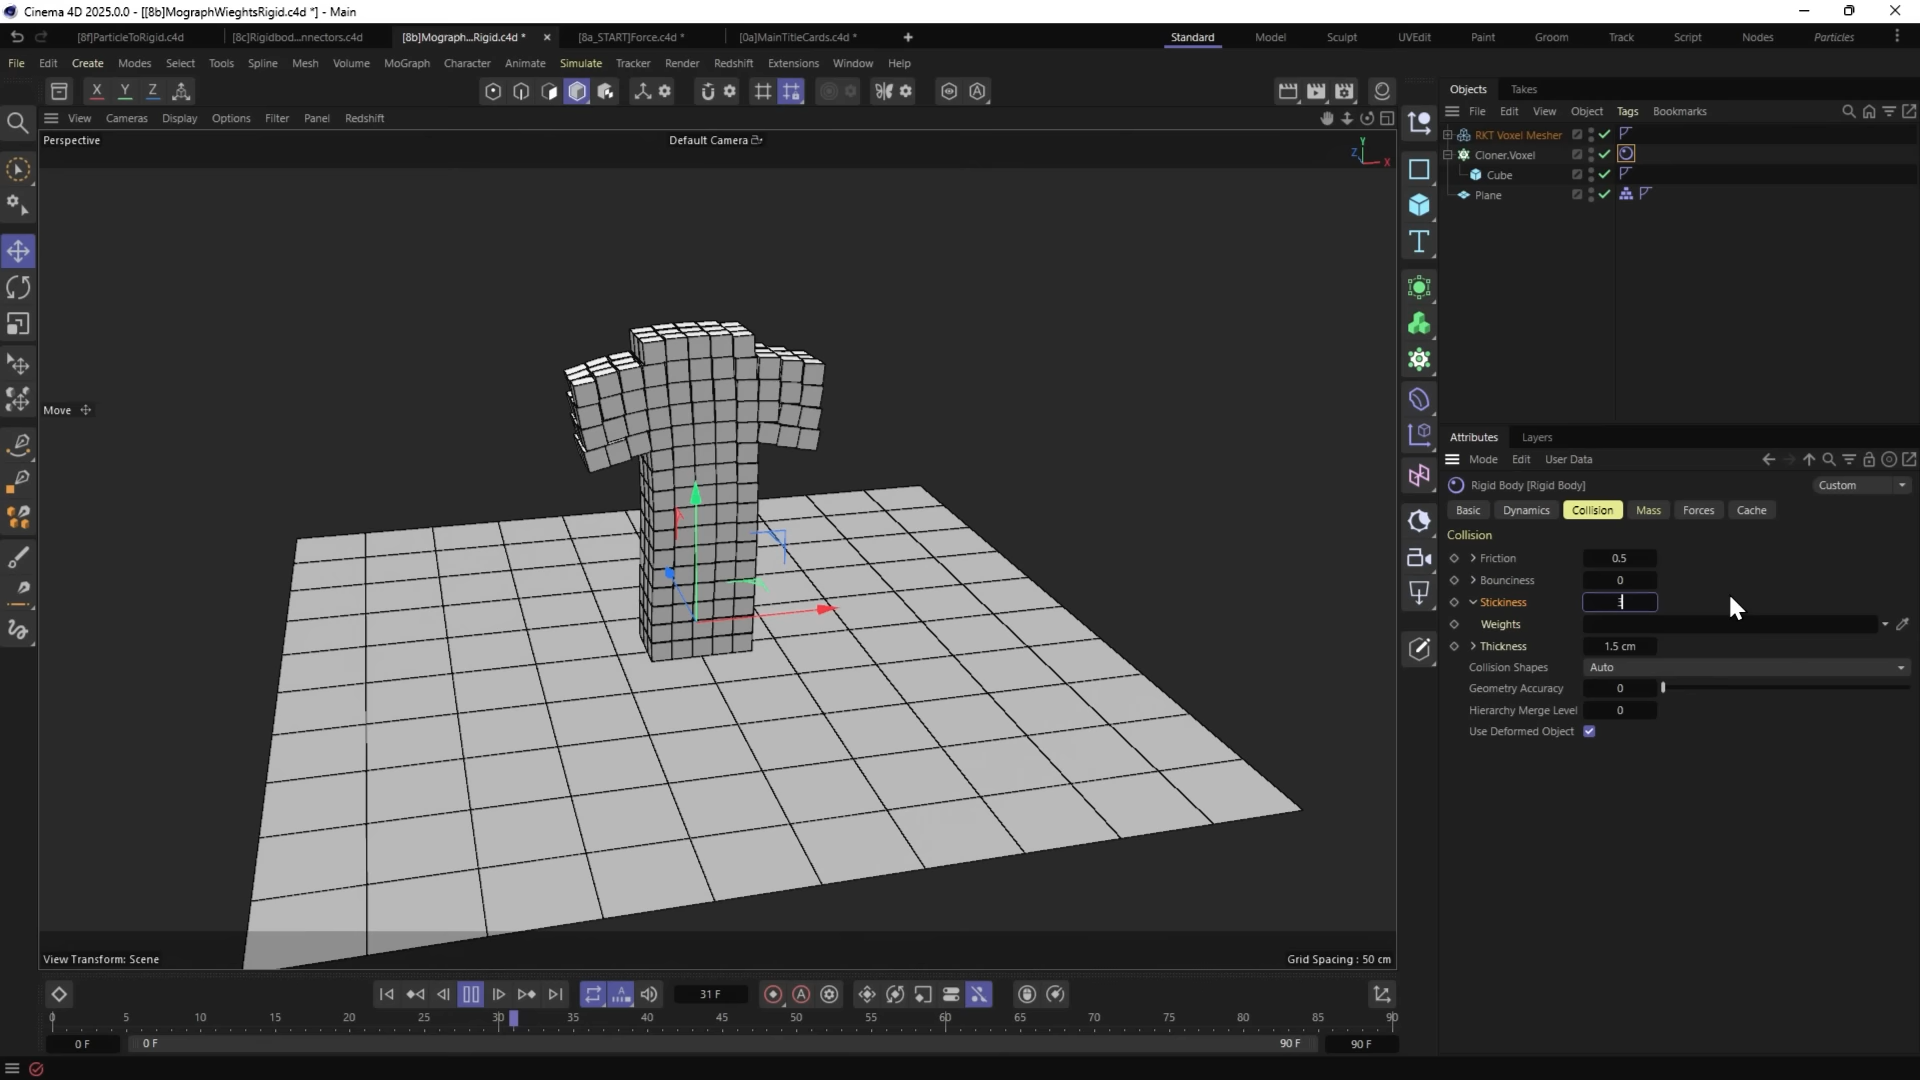 Cinema 4D 2025.0.0 - [[8b]MographWieghtsRigid.c4d *] - Main
[8f]ParticleToRigid.c4d
[8c]Rigidbod...nnectors.c4d
[8b]Mograph...Rigid.c4d *
[8a_START]Force.c4d *
[0a]MainTitleCards.c4d *
Standard
Model
Sculpt
UVEdit
Paint
Groom
Track
Script
Nodes
Particles
File Edit Create Modes Select Tools Spline Mesh Volume MoGraph Character Animate Simulate Tracker Render Redshift Extensions Window Help
X Y Z
Objects Takes
File Edit View Object Tags Bookmarks
View Cameras Display Options Filter Panel Redshift
Perspective
Default Camera
Y
Z
X
RKT Voxel Mesher
Cloner.Voxel
Cube
Plane
Move
Attributes Layers
Mode Edit User Data
Rigid Body [Rigid Body]
Custom
Basic Dynamics Collision Mass Forces Cache
Collision
Friction 0.5
Bounciness 0
Stickiness
Weights
Thickness 1.5 cm
Collision Shapes Auto
Geometry Accuracy 0
Hierarchy Merge Level 0
Use Deformed Object
View Transform: Scene
Grid Spacing : 50 cm
31 F
0 5 10 15 20 25 30 35 40 45 50 55 60 65 70 75 80 85 90
0 F
0 F
90 F
90 F